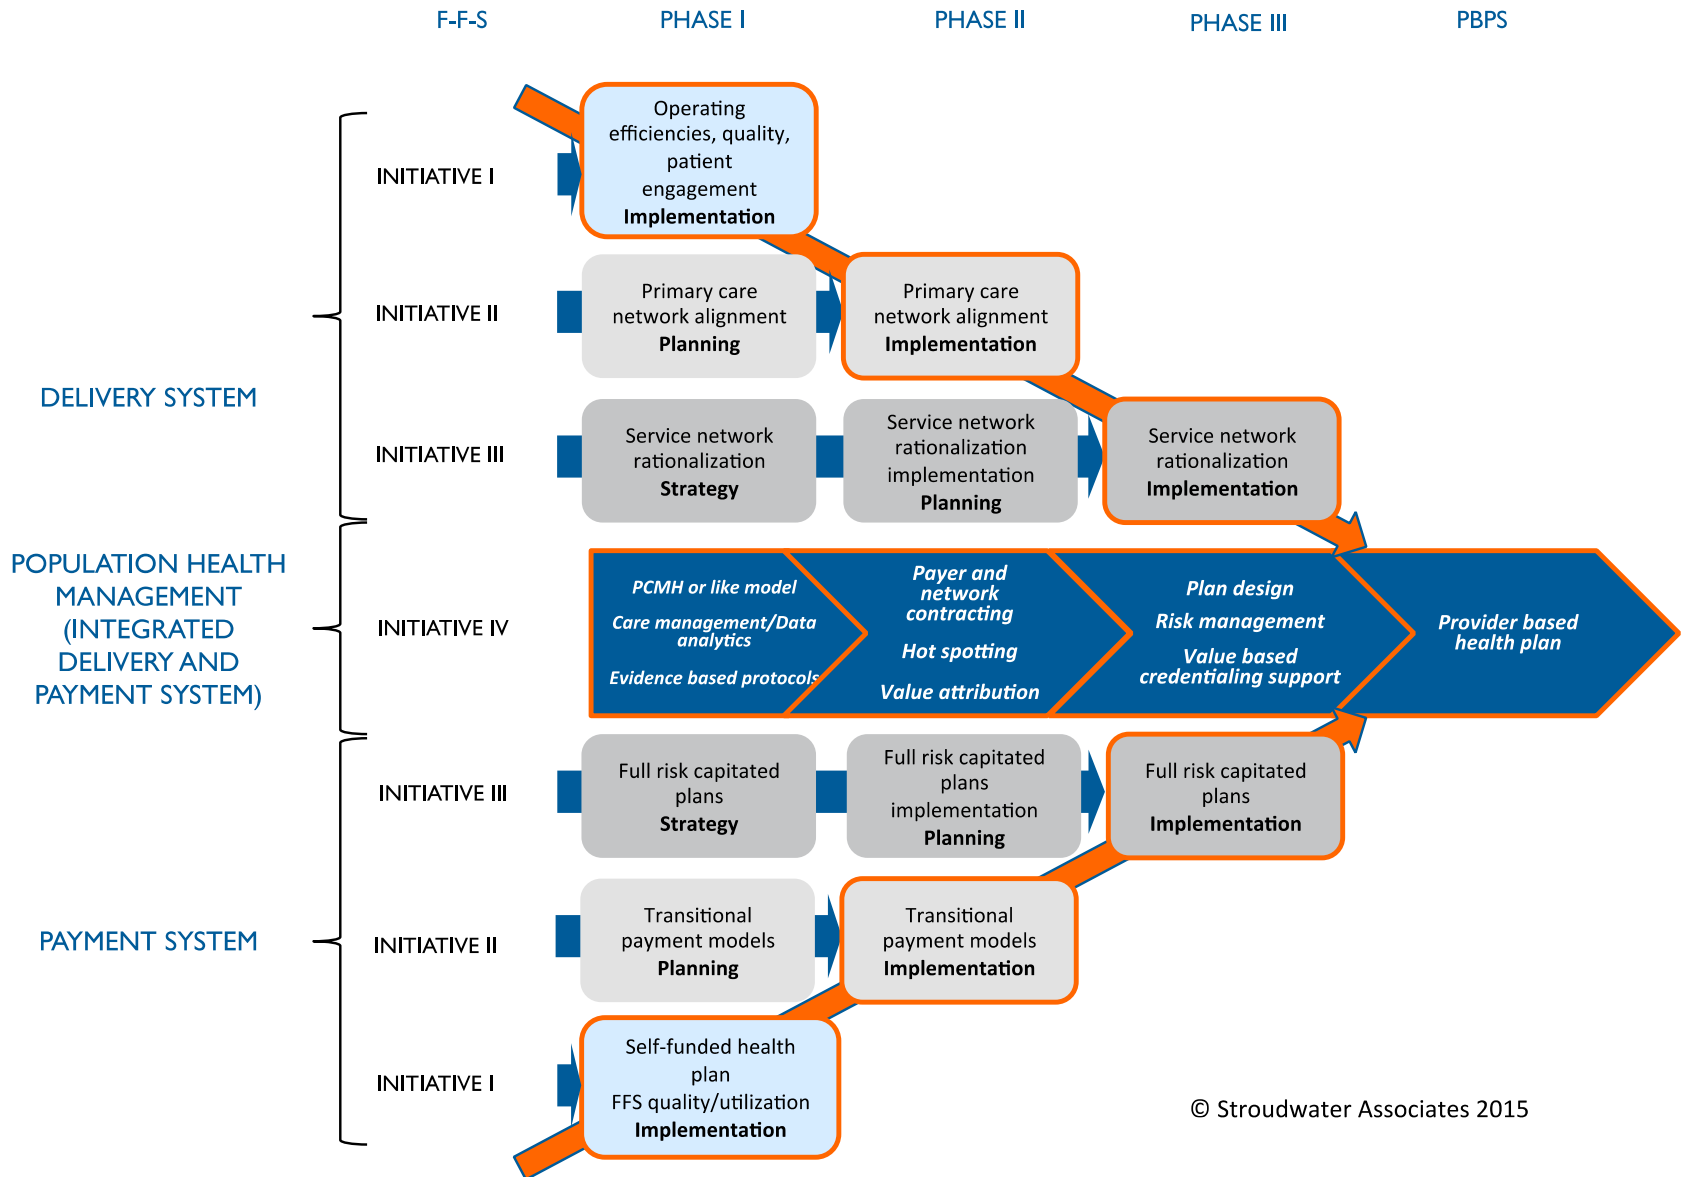 F-F-S
PHASE I
PHASE II
PHASE III
PBPS
DELIVERY SYSTEM
INITIATIVE I
Operating
efficiencies, quality,
patient
engagement
Implementation
INITIATIVE II
Primary care
network alignment
Planning
Primary care
network alignment
Implementation
INITIATIVE III
Service network
rationalization
Strategy
Service network
rationalization
implementation
Planning
Service network
rationalization
Implementation
POPULATION HEALTH
MANAGEMENT
(INTEGRATED
DELIVERY AND
PAYMENT SYSTEM)
INITIATIVE IV
PCMH or like model
Care management/Data
analytics
Evidence based protocols
Payer and
network
contracting
Hot spotting
Value attribution
Plan design
Risk management
Value based
credentialing support
Provider based
health plan
PAYMENT SYSTEM
INITIATIVE III
Full risk capitated
plans
Strategy
Full risk capitated
plans
implementation
Planning
Full risk capitated
plans
Implementation
INITIATIVE II
Transitional
payment models
Planning
Transitional
payment models
Implementation
INITIATIVE I
Self-funded health
plan
FFS quality/utilization
Implementation
© Stroudwater Associates 2015